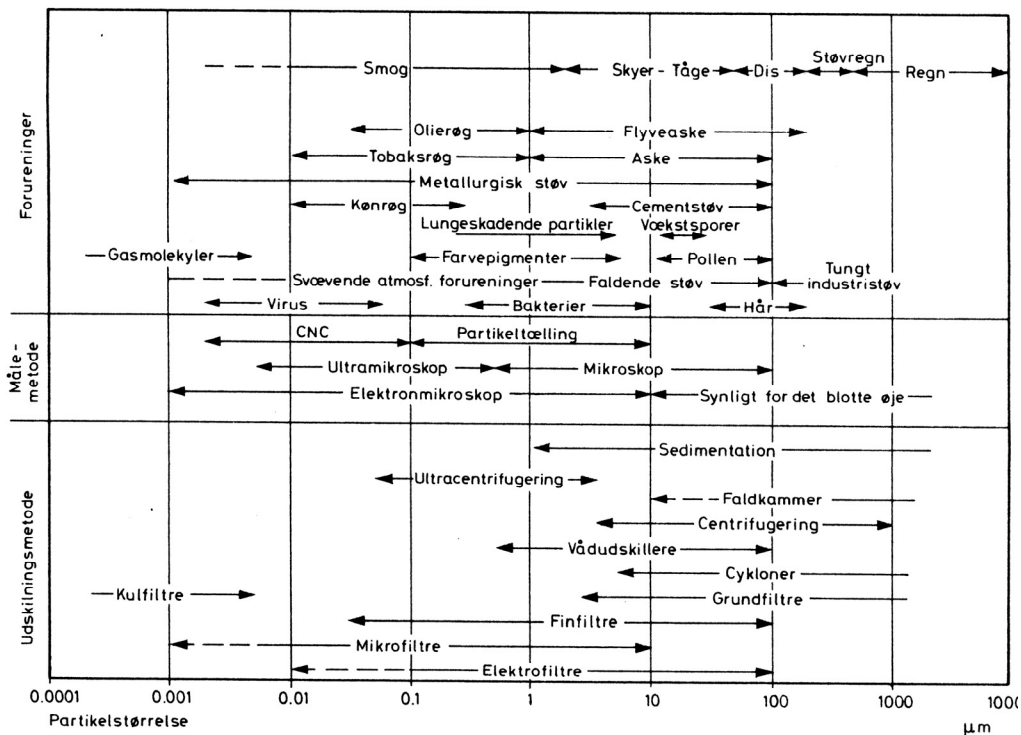 Forureninger
Støvregn
Smog
Skyer - Tåge
Dis
Regn
Olierøg
Flyveaske
Tobaksrøg
Aske
Metallurgisk støv
Kønrøg
Cementstøv
Lungeskadende partikler
Vækstsporer
Gasmolekyler
Farvepigmenter
Pollen
Svævende atmosf. forureninger
Faldende støv
Tungt
industristøv
Virus
Bakterier
Hår
Måle-
metode
CNC
Partikeltælling
Ultramikroskop
Mikroskop
Elektronmikroskop
Synligt for det blotte øje
Udskilningsmetode
Sedimentation
Ultracentrifugering
Faldkammer
Centrifugering
Vådudskillere
Cykloner
Kulfiltre
Grundfiltre
Finfiltre
Mikrofiltre
Elektrofiltre
0.0001 0.001 0.01 0.1 1 10 100 1000 1000
Partikelstørrelse
µm